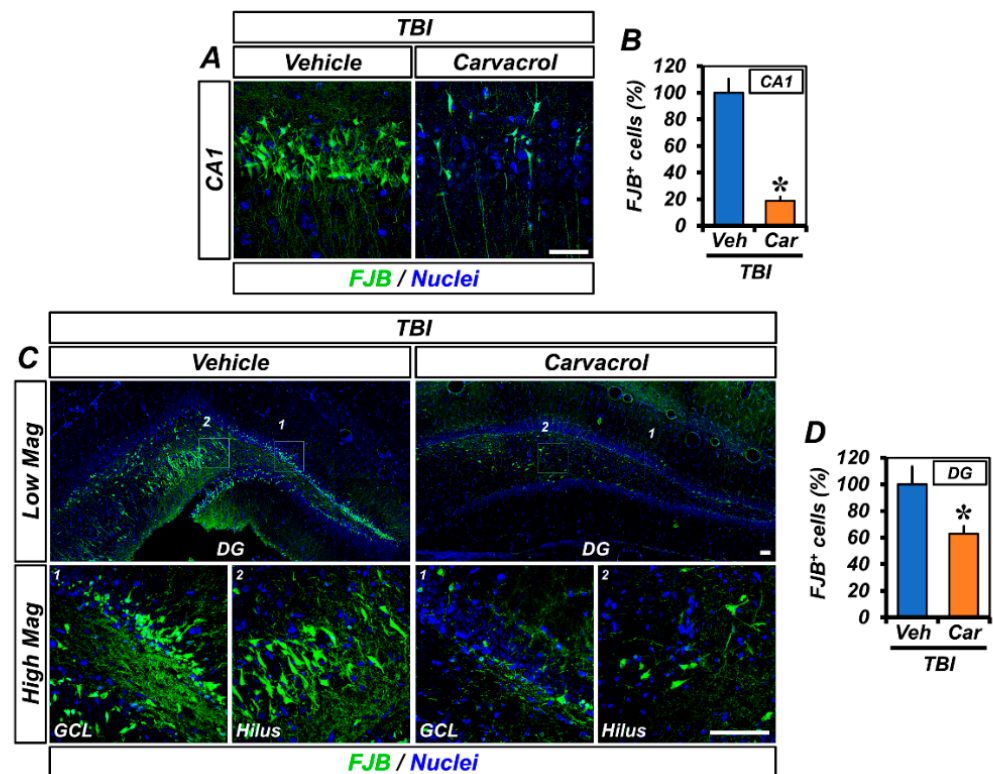 A
TBI
Vehicle
Carvacrol
CA1
FJB / Nuclei
B
FJB⁺ cells (%)
120
100
80
60
40
20
0
CA1
*
Veh
Car
TBI
C
TBI
Vehicle
Carvacrol
Low Mag
2
1
DG
2
1
DG
High Mag
1
GCL
2
Hilus
1
GCL
2
Hilus
FJB / Nuclei
D
FJB⁺ cells (%)
120
100
80
60
40
20
0
DG
*
Veh
Car
TBI